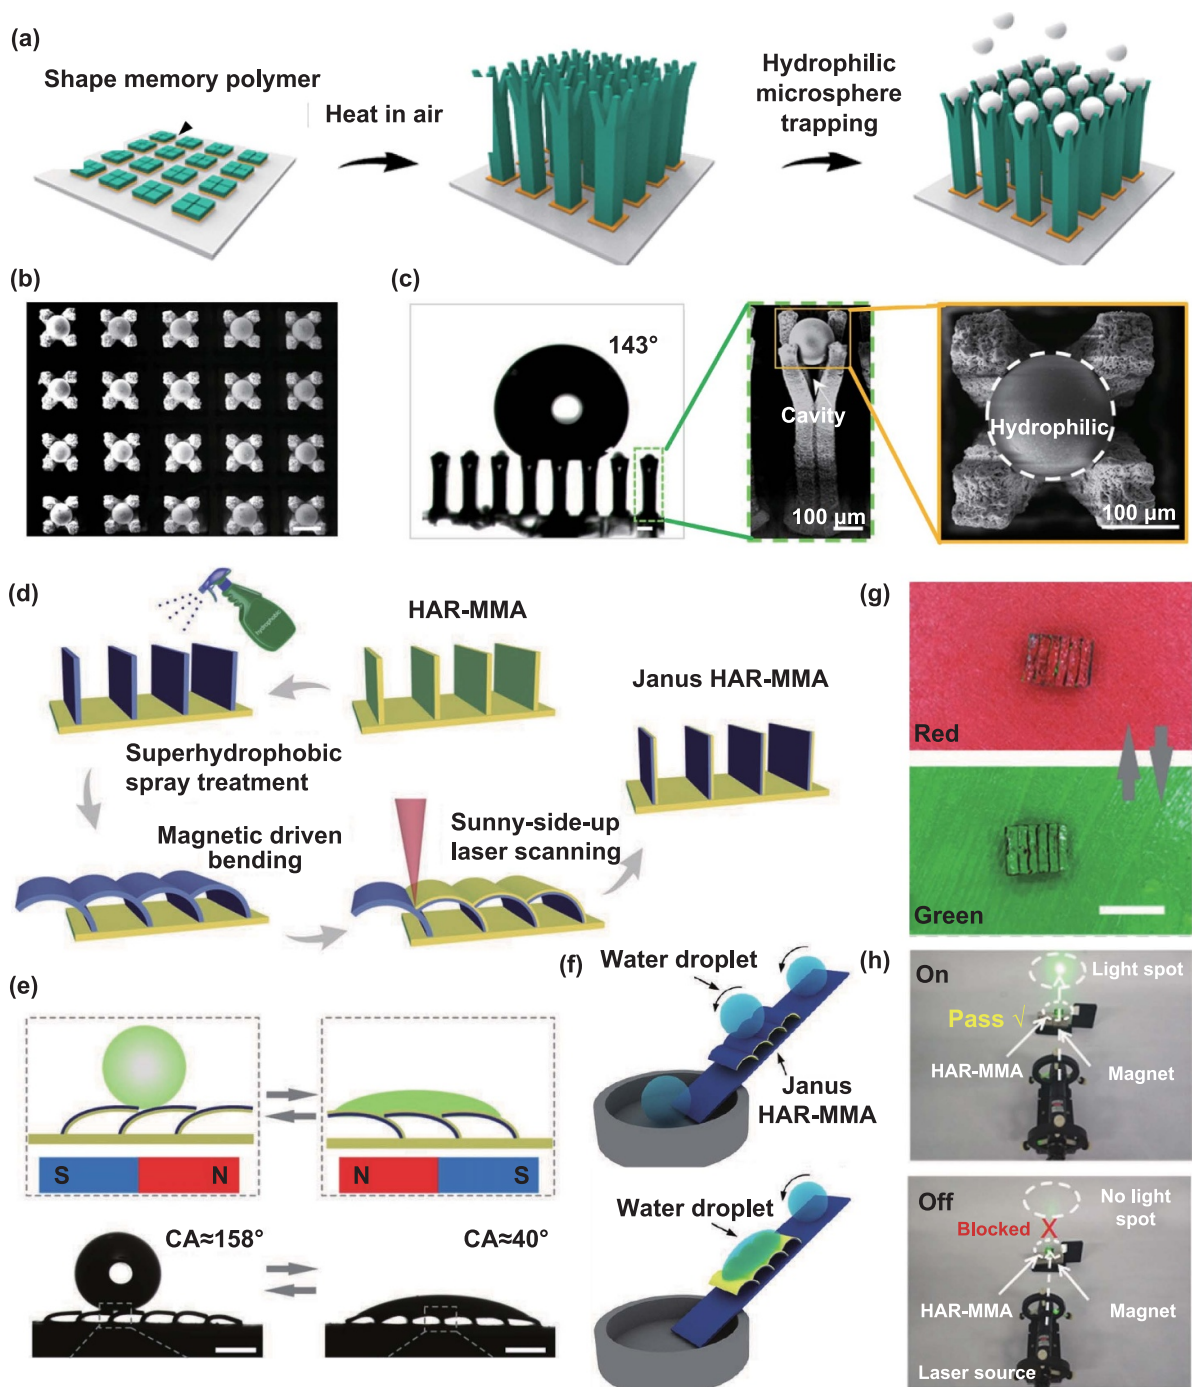 (a)
Shape memory polymer
Heat in air
Hydrophilic
microsphere
trapping
(b)
(c)
143°
Cavity
100 μm
Hydrophilic
100 μm
(d)
hydrophobic
HAR-MMA
Janus HAR-MMA
Superhydrophobic
spray treatment
Magnetic driven
bending
Sunny-side-up
laser scanning
(g)
Red
Green
(e)
S N
N S
CA≈158°
CA≈40°
(f)
Water droplet
Janus
HAR-MMA
Water droplet
(h)
On
Light spot
Pass √
HAR-MMA
Magnet
Off
No light
spot
Blocked
X
HAR-MMA
Magnet
Laser source